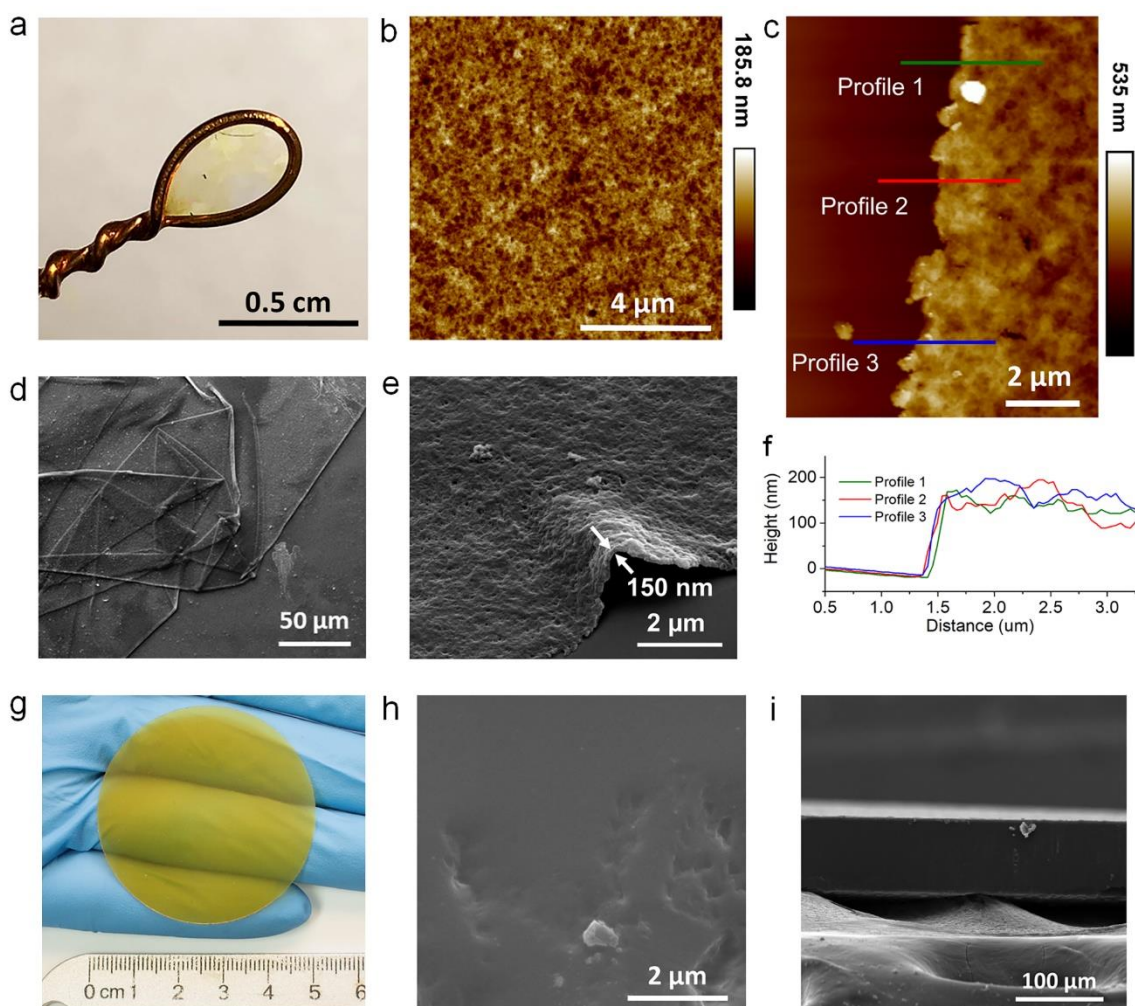 a
0.5 cm
b
4 µm
185.8 nm
c
Profile 1
Profile 2
Profile 3
2 µm
535 nm
d
50 µm
e
150 nm
2 µm
f
Height (nm)
200
100
0
Profile 1
Profile 2
Profile 3
0.5 1.0 1.5 2.0 2.5 3.0
Distance (um)
g
0 cm 1 2 3 4 5 6
h
2 µm
i
100 µm